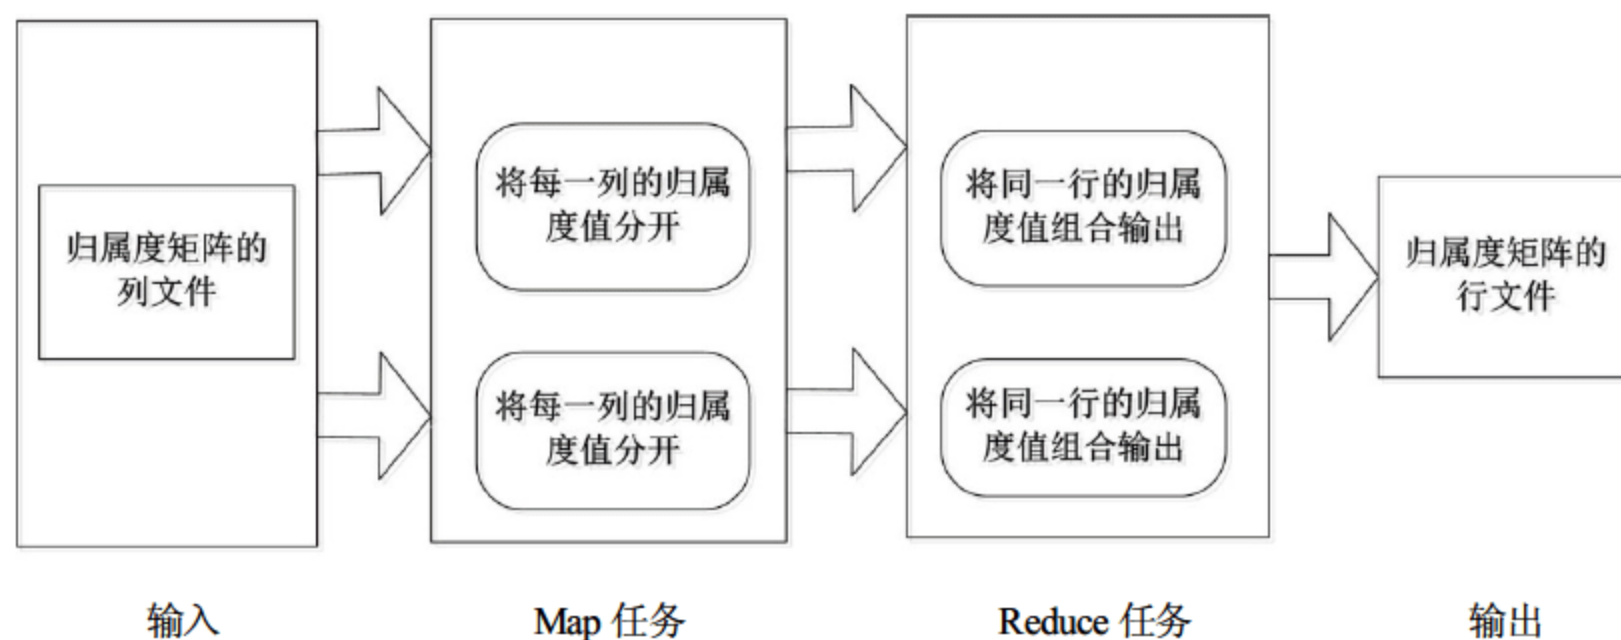 归属度矩阵的
列文件
将每一列的归属
度值分开
将每一列的归属
度值分开
将同一行的归属
度值组合输出
将同一行的归属
度值组合输出
归属度矩阵的
行文件
输入
Map 任务
Reduce 任务
输出